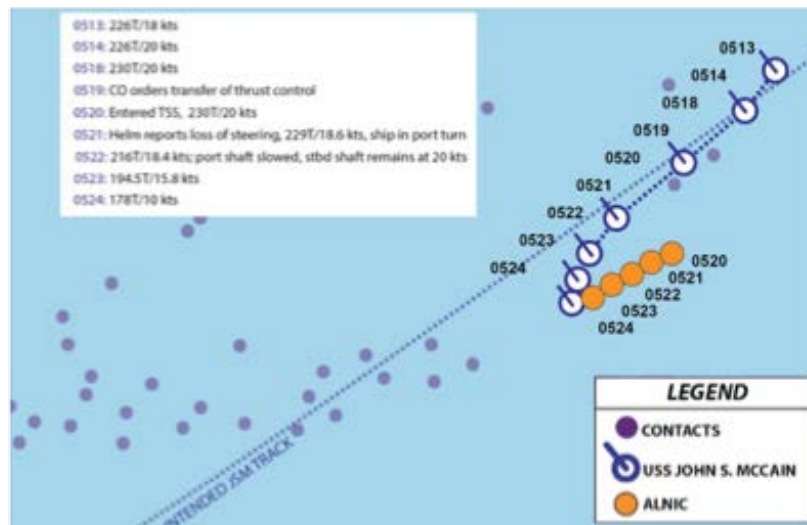 0513: 226T/18 kts
0514: 226T/20 kts
0518: 230T/20 kts
0519: CO orders transfer of thrust control
0520: Entered TSS, 230T/20 kts
0521: Helm reports loss of steering, 229T/18.6 kts, ship in port turn
0522: 216T/18.4 kts; port shaft slowed, stbd shaft remains at 20 kts
0523: 194.5T/15.8 kts
0524: 178T/10 kts
0513
0514
0518
0519
0520
0521
0522
0523
0524
0520
0521
0522
0523
0524
INTENDED JSM TRACK
LEGEND
CONTACTS
USS JOHN S. MCCAIN
ALNIC